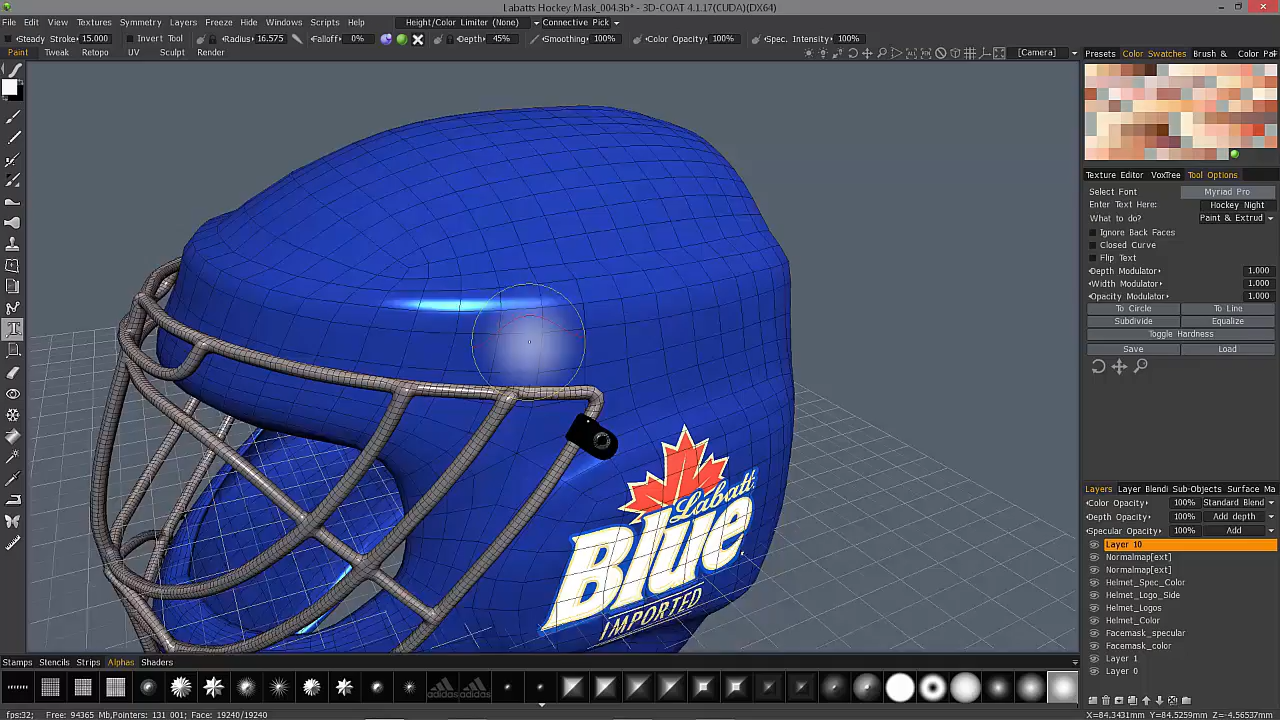 Labatts Hockey Mask_004.3b* - 3D-COAT 4.1.17(CUDA)(DX64)
File Edit View Textures Symmetry Layers Freeze Hide Windows Scripts Help Height/Color Limiter (None) Connective Pick
Steady Stroke 15.000 Invert Tool Radius 16.575 Falloff 0% Depth 45% Smoothing 100% Color Opacity 100% Spec. Intensity 100%
Paint Tweak Retopo UV Sculpt Render [Camera]
Presets Color Swatches Brush & Color Pa
Texture Editor VoxTree Tool Options
Select Font Myriad Pro
Enter Text Here: Hockey Night
What to do? Paint & Extrud
Ignore Back Faces
Closed Curve
Flip Text
Depth Modulator 1.000
Width Modulator 1.000
Opacity Modulator 1.000
To Circle To Line
Subdivide Equalize
Toggle Hardness
Save Load
Labatt
Blue
IMPORTED
Layers Layer Blendi Sub-Objects Surface Ma
Color Opacity 100% Standard Blend
Depth Opacity 100% Add depth
Specular Opacity 100% Add
Layer 10
Normalmap[ext]
Normalmap[ext]
Helmet_Spec_Color
Helmet_Logo_Side
Helmet_Logos
Helmet_Color
Facemask_specular
Facemask_color
Layer 1
Layer 0
Stamps Stencils Strips Alphas Shaders
adidas adidas
fps:32; Free: 94365 Mb,Pointers: 131 001; Face: 19240/19240 X=84.3431mm Y=84.5259mm Z=-4.56537mm